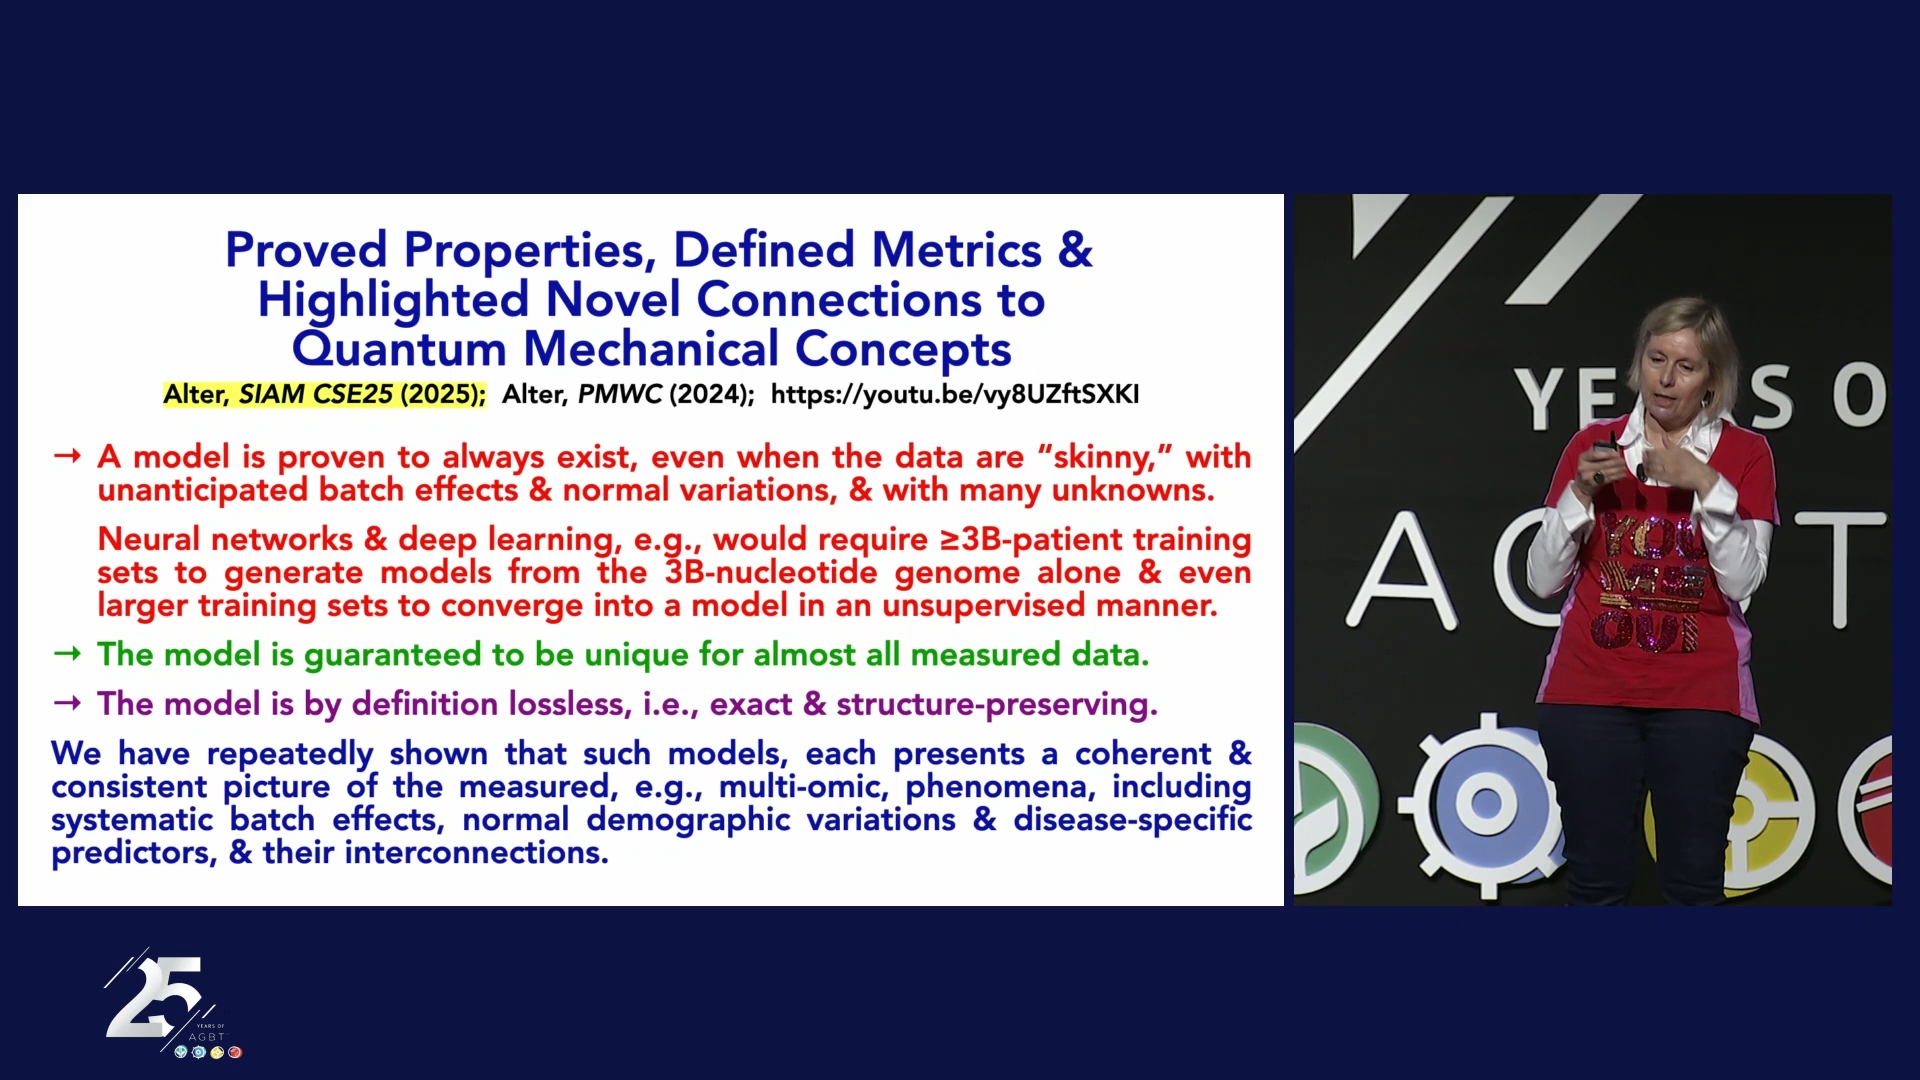 Proved Properties, Defined Metrics &
Highlighted Novel Connections to
Quantum Mechanical Concepts
Alter, SIAM CSE25 (2025); Alter, PMWC (2024); https://youtu.be/vy8UZftSXKI
→ A model is proven to always exist, even when the data are “skinny,” with
unanticipated batch effects & normal variations, & with many unknowns.
Neural networks & deep learning, e.g., would require ≥3B-patient training
sets to generate models from the 3B-nucleotide genome alone & even
larger training sets to converge into a model in an unsupervised manner.
→ The model is guaranteed to be unique for almost all measured data.
→ The model is by definition lossless, i.e., exact & structure-preserving.
We have repeatedly shown that such models, each presents a coherent &
consistent picture of the measured, e.g., multi-omic, phenomena, including
systematic batch effects, normal demographic variations & disease-specific
predictors, & their interconnections.
YOU
ME
OUI
25
YEARS OF
AGBT